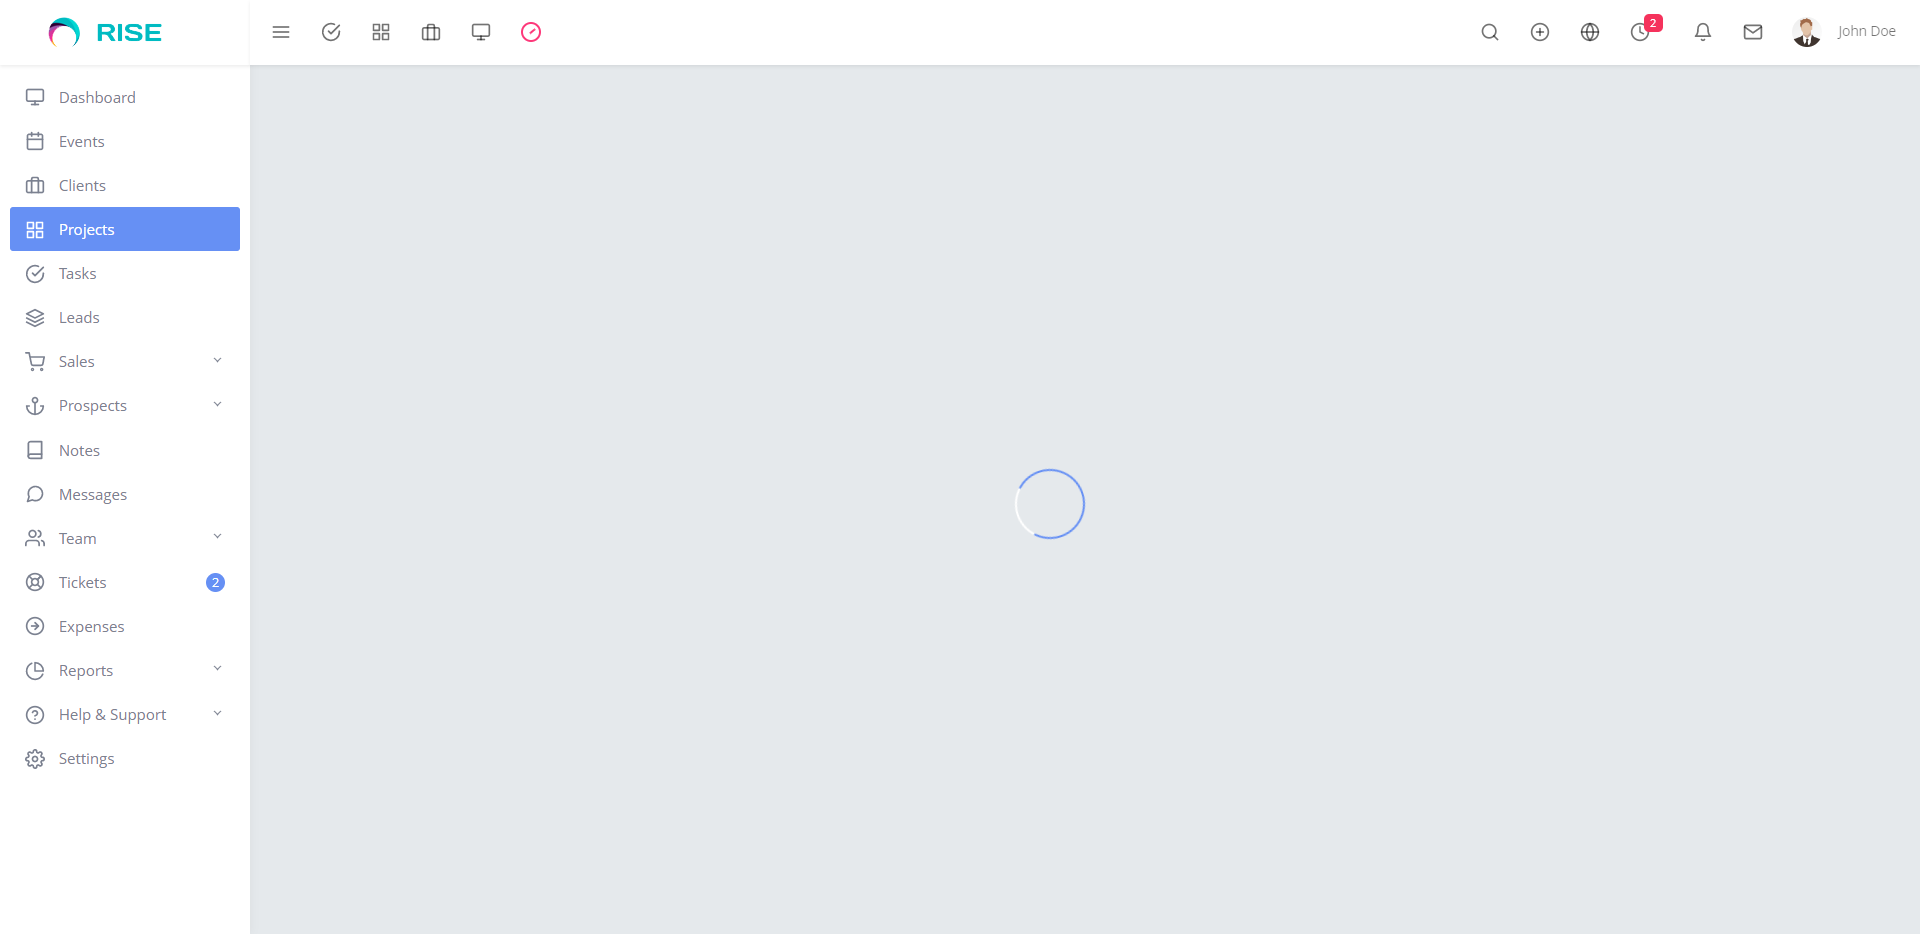 RISE
2
John Doe
Dashboard
Events
Clients
Projects
Tasks
Leads
Sales
Prospects
Notes
Messages
Team
Tickets 2
Expenses
Reports
Help & Support
Settings